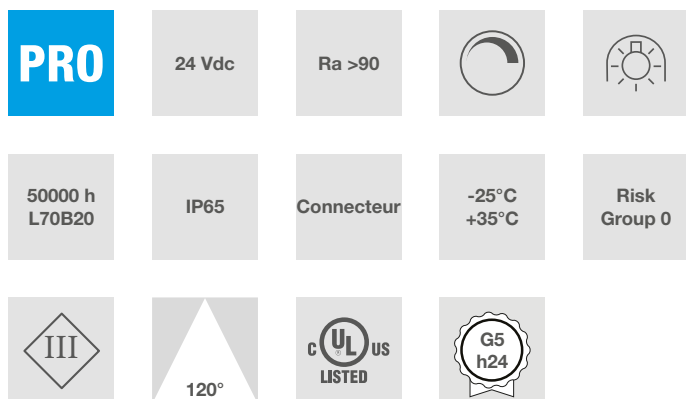 PRO
24 Vdc
Ra >90
50000 h
L70B20
IP65
Connecteur
-25°C
+35°C
Risk
Group 0
III
120°
C UL US
®
LISTED
G5
h24